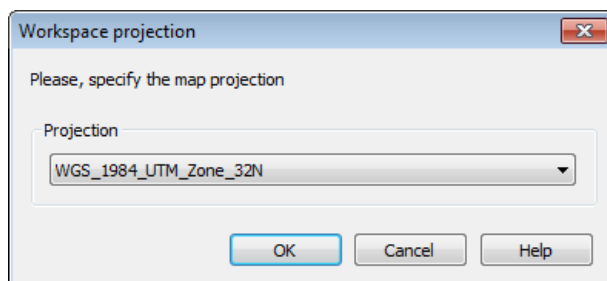 Workspace projection
Please, specify the map projection
Projection
WGS_1984_UTM_Zone_32N
OK Cancel Help